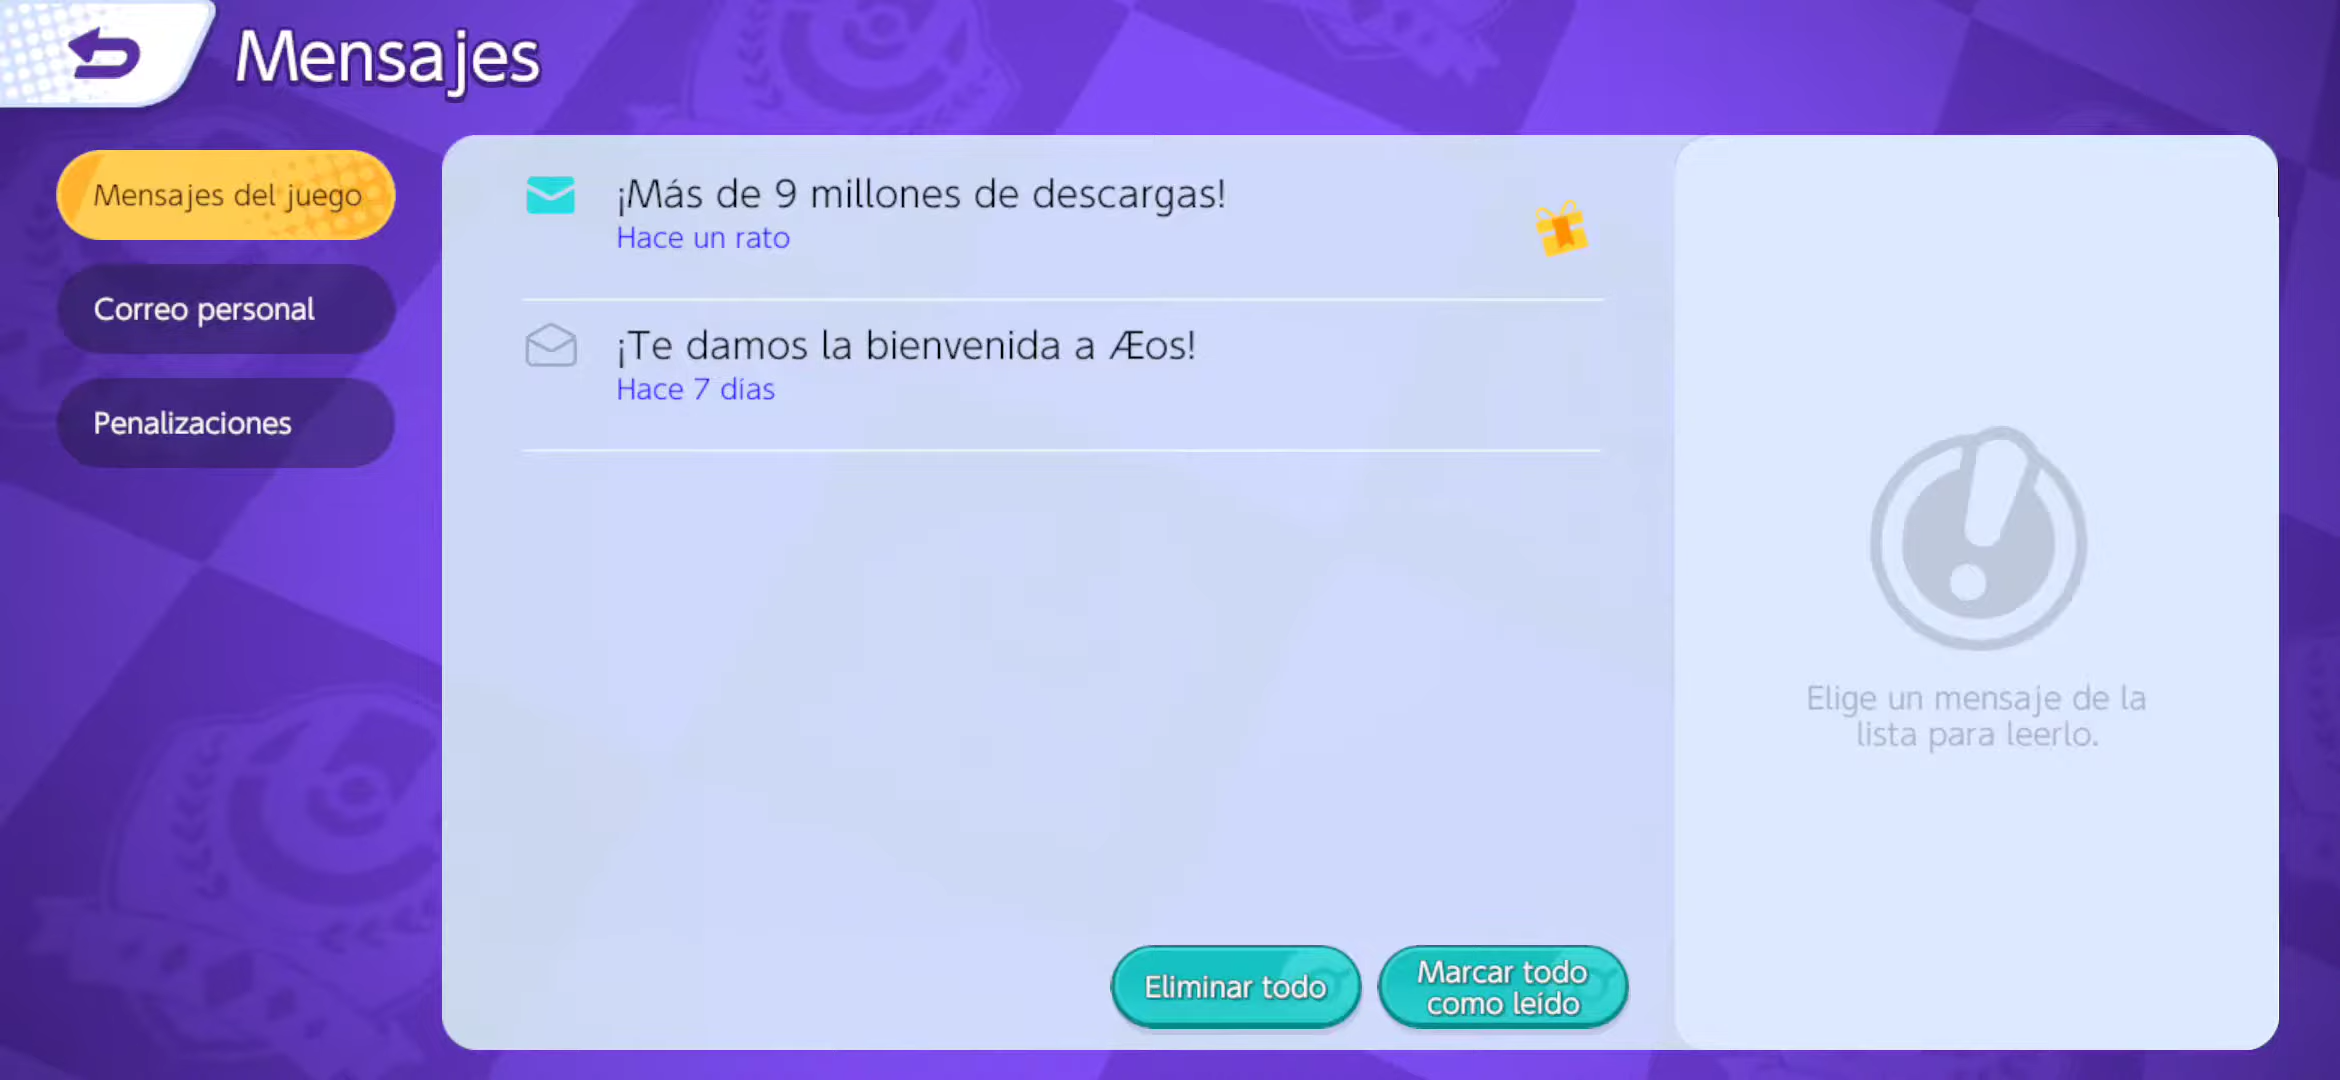 Mensajes
Mensajes del juego
Correo personal
Penalizaciones
¡Más de 9 millones de descargas!
Hace un rato
¡Te damos la bienvenida a Æos!
Hace 7 días
Elige un mensaje de la
lista para leerlo.
Eliminar todo
Marcar todo
como leído